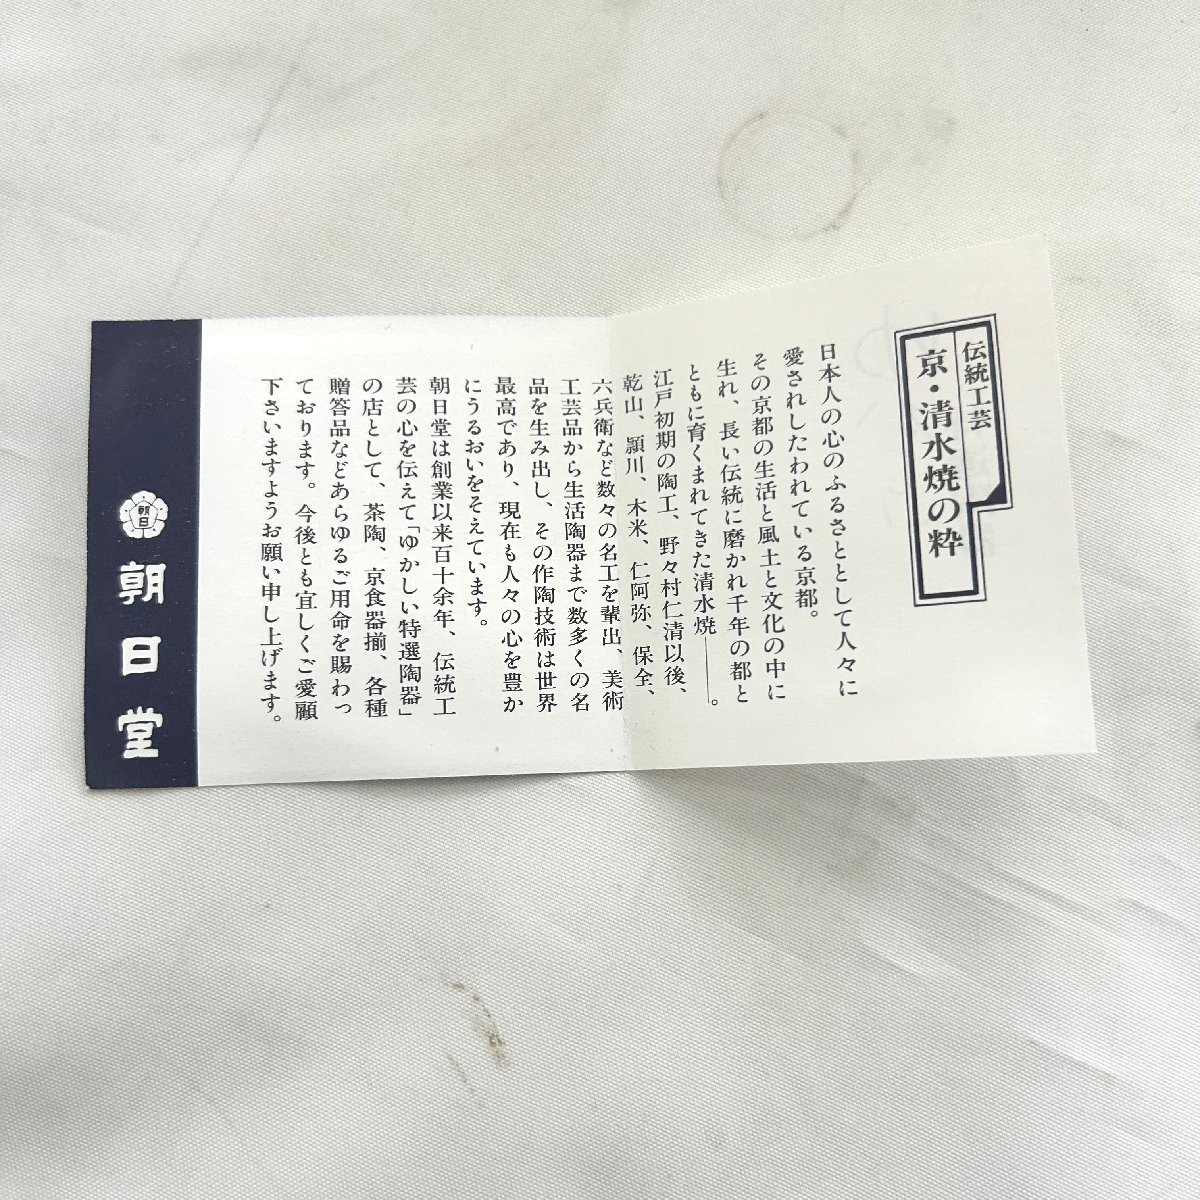 伝統工芸
京・清水焼の粋
日本人の心のふるさととして人々に
愛されしたわれている京都。
その京都の生活と風土と文化の中に
生れ、長い伝統に磨かれ千年の都と
ともに育くまれてきた清水焼――。
江戸初期の陶工、野々村仁清以後、
乾山、頴川、木米、仁阿弥、保全、
六兵衛など数々の名工を輩出、美術
工芸品から生活陶器まで数多くの名
品を生み出し、その作陶技術は世界
最高であり、現在も人々の心を豊か
にうるおいをそえています。
朝日堂は創業以来百十余年、伝統工
芸の心を伝えて「ゆかしい特選陶器」
の店として、茶陶、京食器揃、各種
贈答品などあらゆるご用命を賜わっ
ております。今後とも宜しくご愛顧
下さいますようお願い申し上げます。
朝日
朝日堂